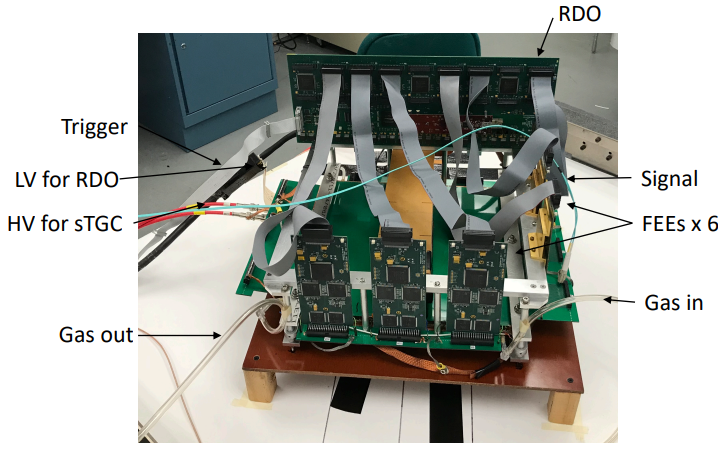 RDO
Trigger
LV for RDO
HV for sTGC
Signal
FEEs x 6
Gas in
Gas out